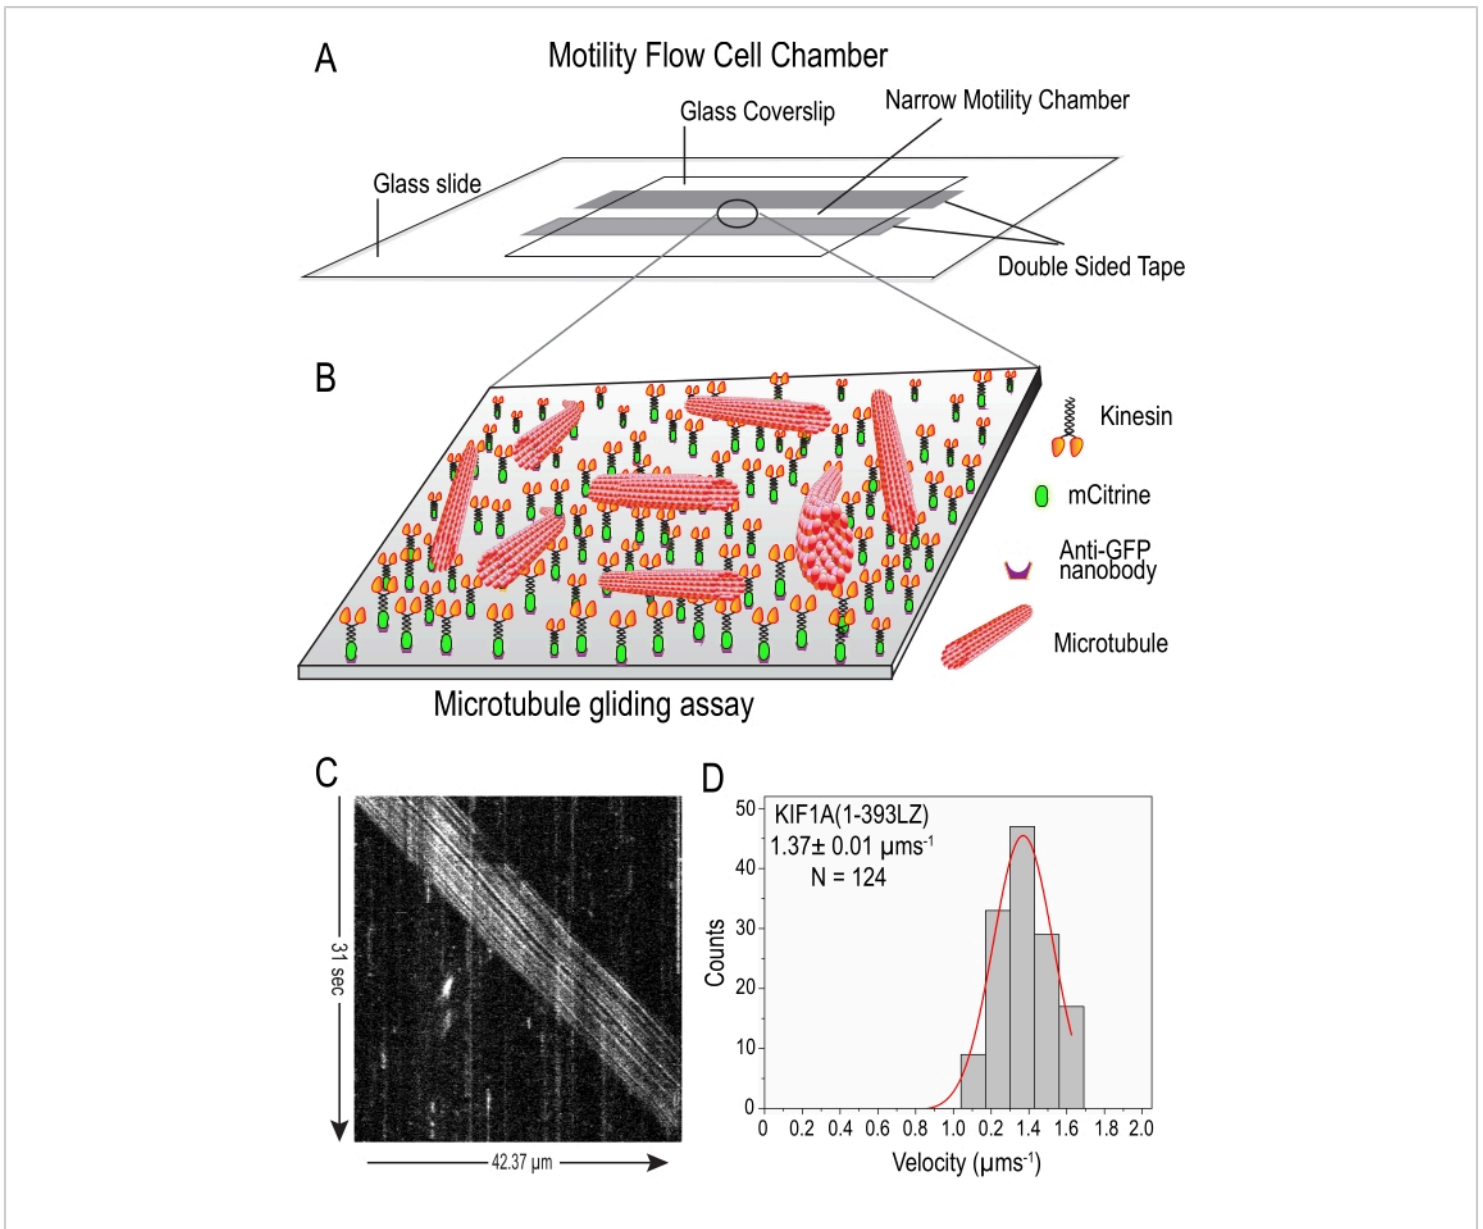 A
Motility Flow Cell Chamber
Glass Coverslip
Narrow Motility Chamber
Glass slide
Double Sided Tape
B
Kinesin
mCitrine
Anti-GFP
nanobody
Microtubule
Microtubule gliding assay
C
31 sec
42.37 µm
D
KIF1A(1-393LZ)
1.37± 0.01 µms⁻¹
N = 124
50
40
30
20
10
0
Counts
0 0.2 0.4 0.6 0.8 1.0 0.2 1.4 1.6 1.8 2.0
Velocity (µms⁻¹)